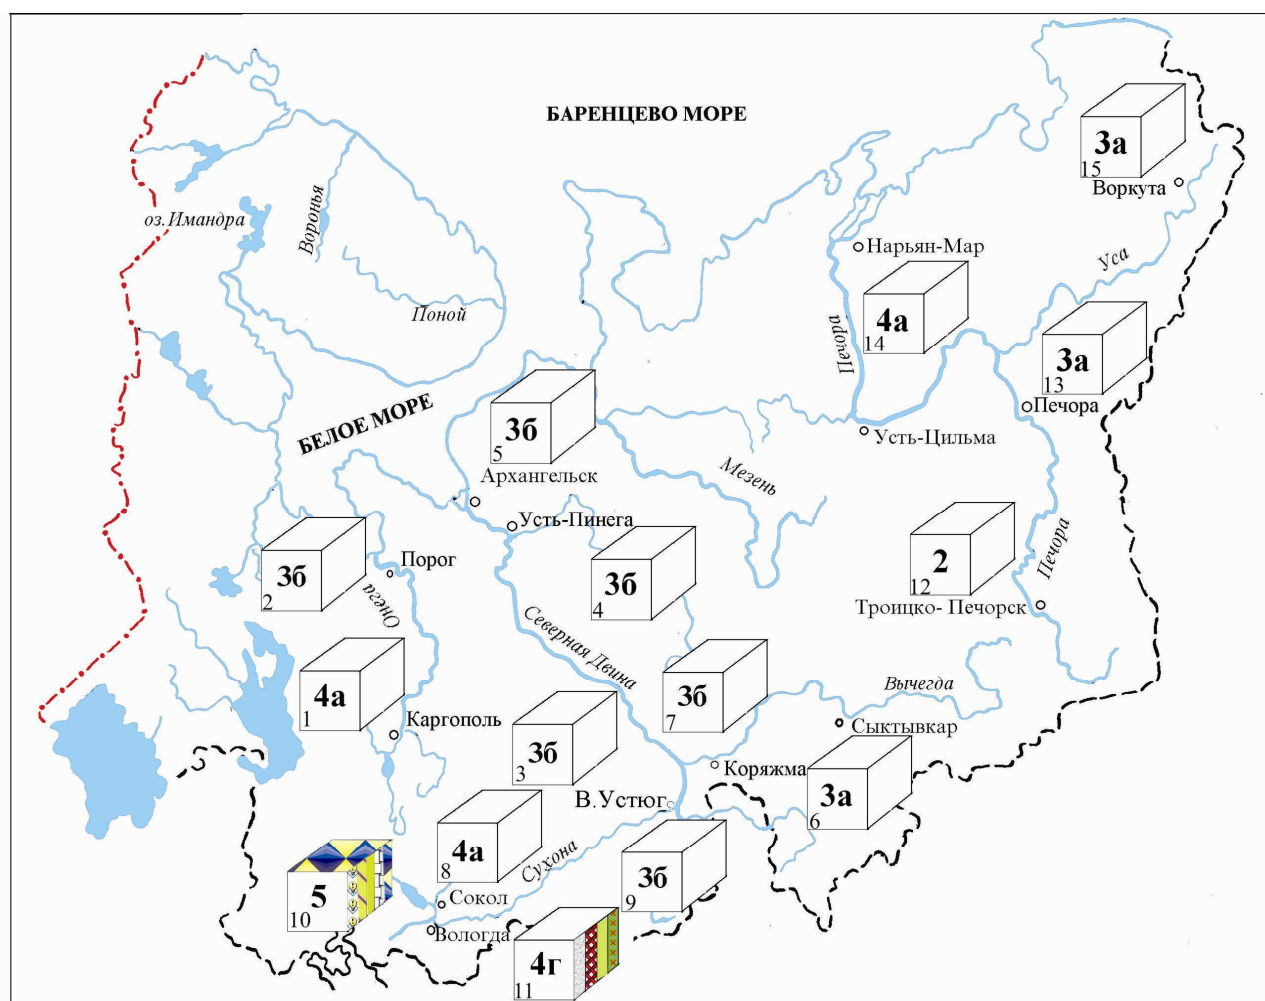 БАРЕНЦЕВО МОРЕ
3а
15
Воркута
оз.Имандра
Воронья
Нарьян-Мар
Уса
Поной
4а
14
Печора
3а
13
Печора
БЕЛОЕ МОРЕ
3б
5
Архангельск
Усть-Цильма
Мезень
Усть-Пинега
3б
2
Порог
Онега
3б
4
2
12
Троицко- Печорск
Печора
Северная Двина
4а
1
Каргополь
3б
7
Вычегда
Сыктывкар
3б
3
Коряжма
3а
6
В.Устюг
4а
8
Сухона
3б
9
5
10
Сокол
Вологда
4г
11